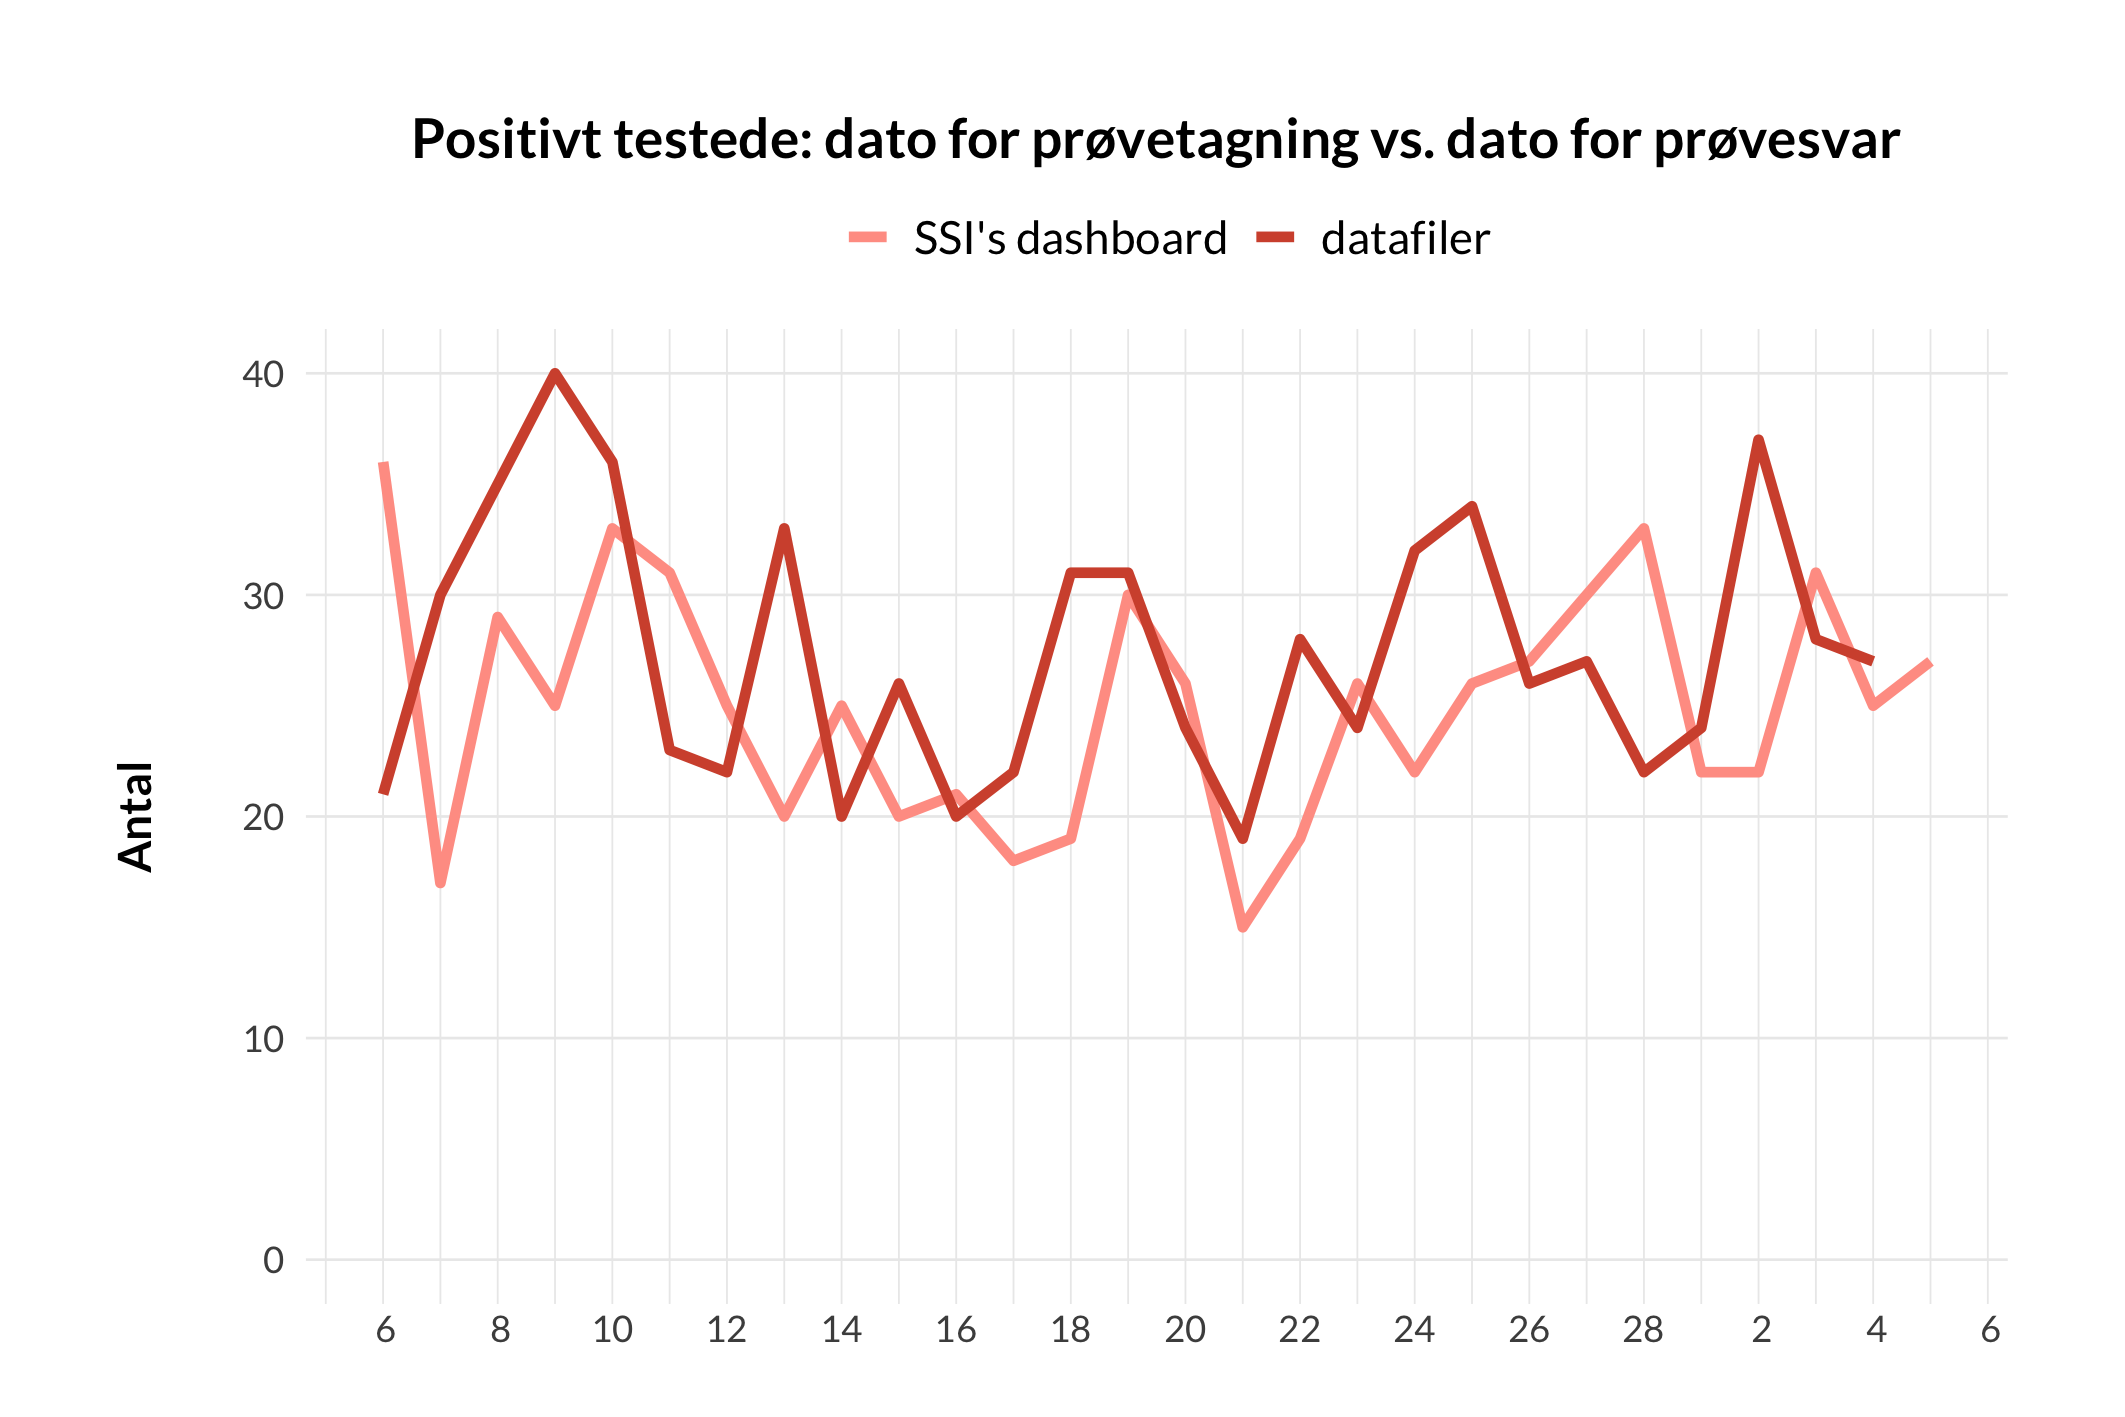 Positivt testede: dato for prøvetagning vs. dato for prøvesvar
SSI's dashboard datafiler
Antal
40
30
20
10
0
6 8 10 12 14 16 18 20 22 24 26 28 2 4 6